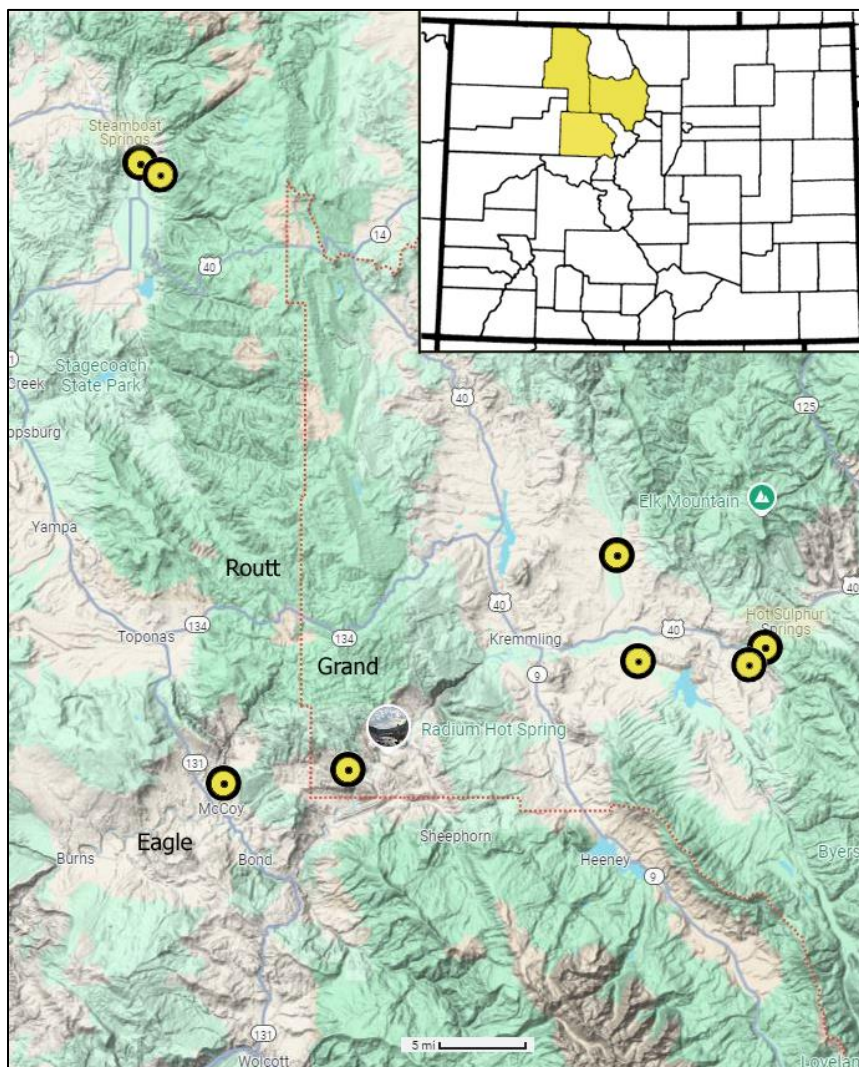 Steamboat
Springs
14
40
Stagecoach
State Park
Creek
opsburg
40
125
Elk Mountain
Yampa
Routt
40
Hot Sulphur
Springs
40
40
Toponas
134
134
Kremmling
9
Grand
Radium Hot Spring
131
McCoy
Eagle
Sheephorn
Burns
Bond
Heeney
9
Byers
5 mi
131
Wolcott
Lovelan